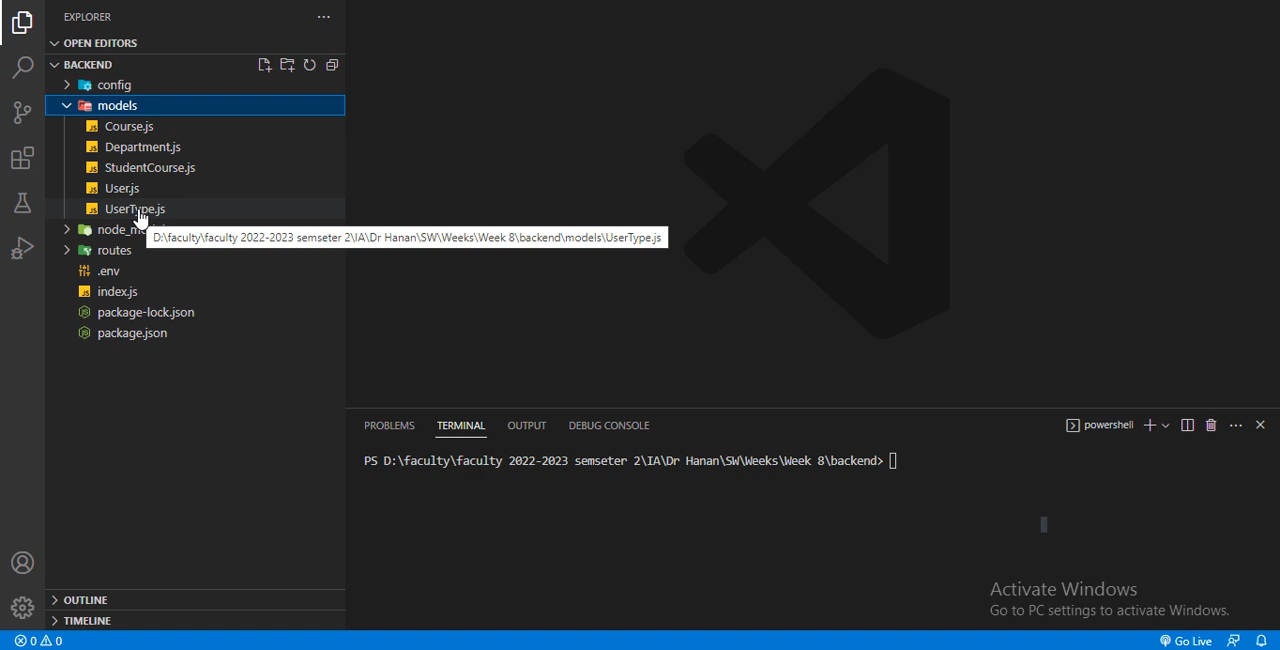 EXPLORER
OPEN EDITORS
BACKEND
config
models
Course.js
Department.js
StudentCourse.js
User.js
UserType.js
node_m
D:\faculty\faculty 2022-2023 semseter 2\IA\Dr Hanan\SW\Weeks\Week 8\backend\models\UserType.js
routes
.env
index.js
package-lock.json
package.json
OUTLINE
TIMELINE
PROBLEMS TERMINAL OUTPUT DEBUG CONSOLE powershell
PS D:\faculty\faculty 2022-2023 semseter 2\IA\Dr Hanan\SW\Weeks\Week 8\backend>
Activate Windows
Go to PC settings to activate Windows.
0 0 Go Live